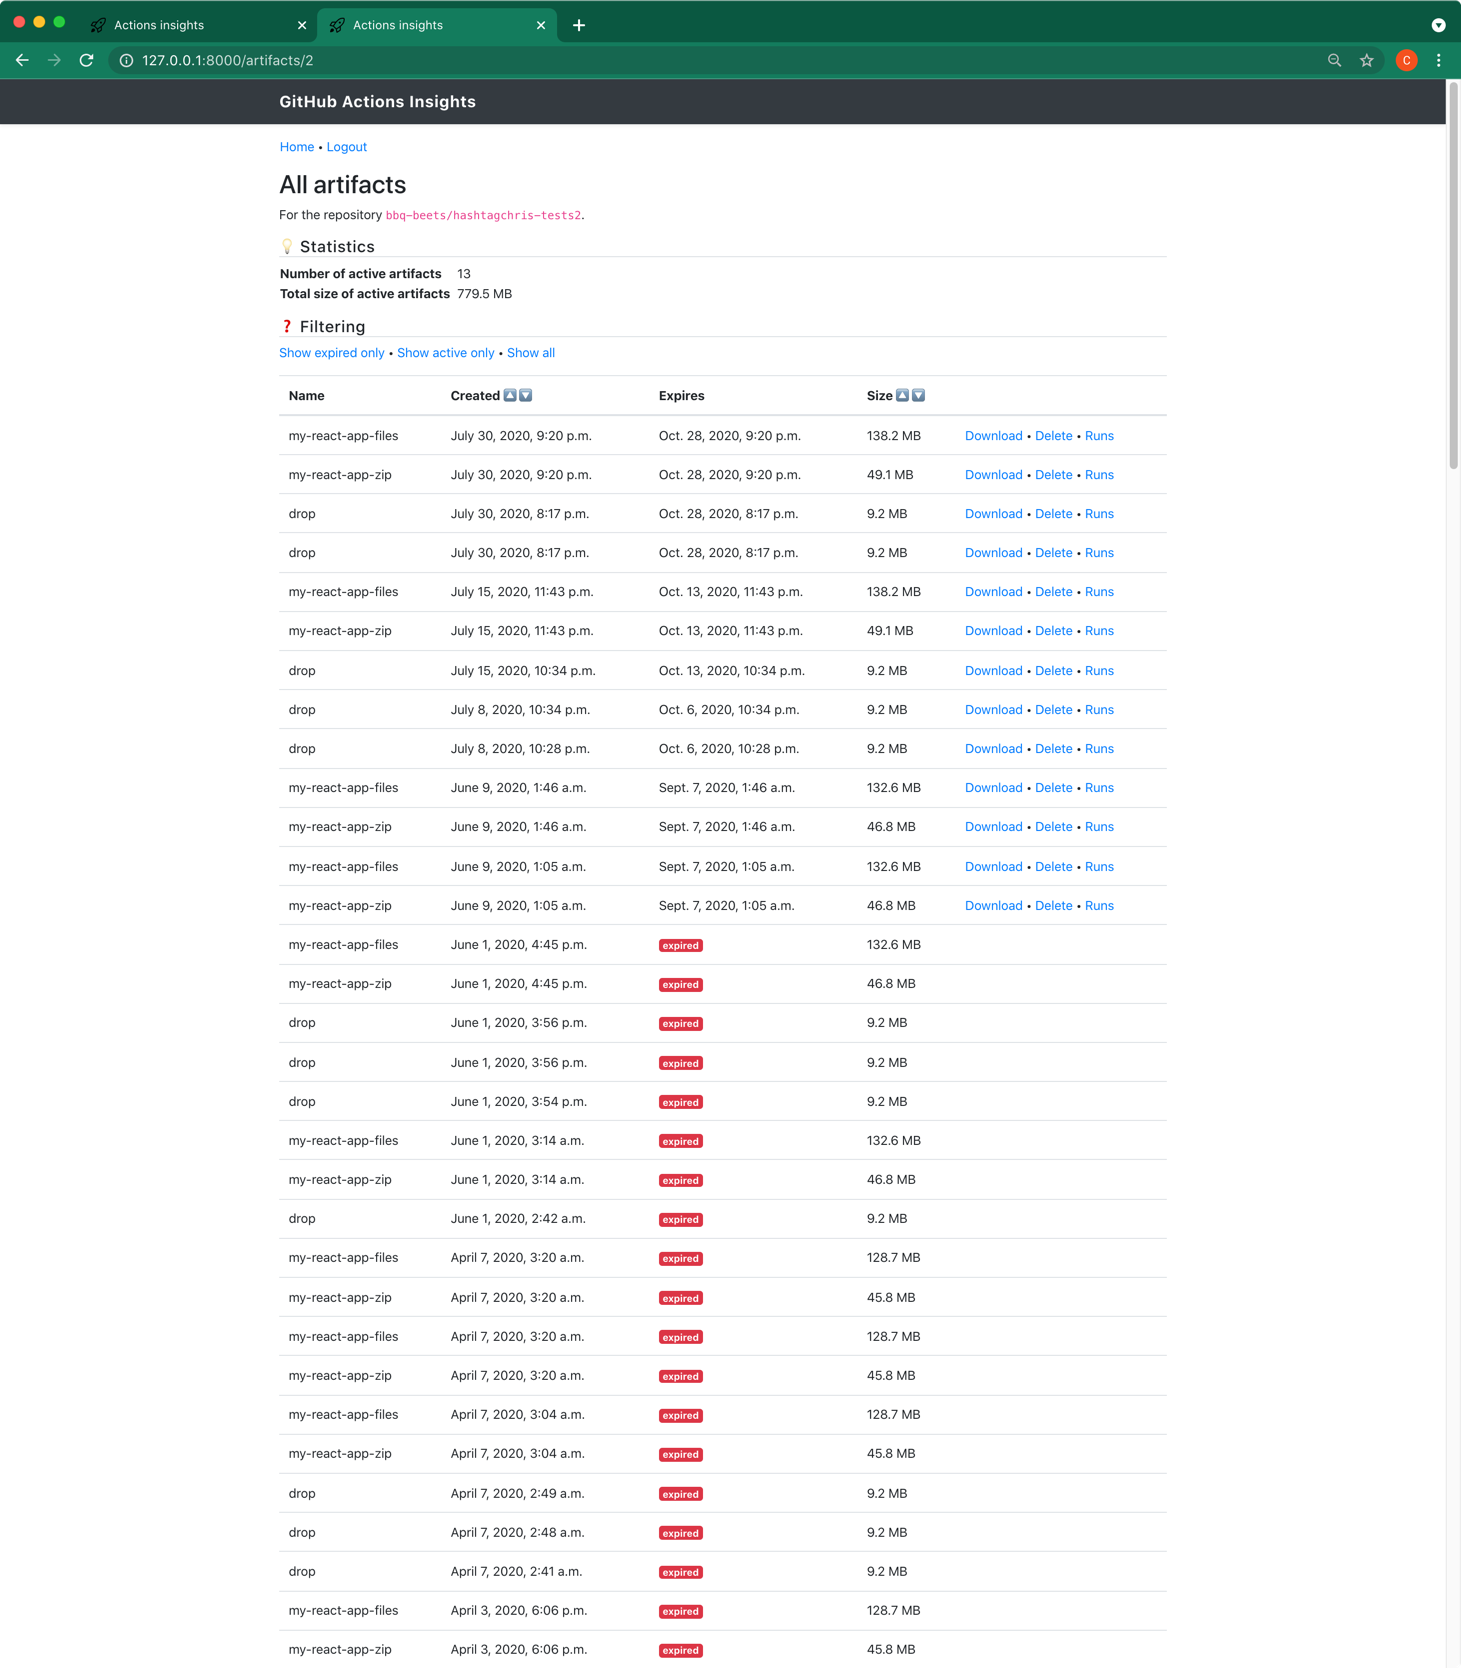 Actions insights
Actions insights
127.0.0.1:8000/artifacts/2
C
GitHub Actions Insights
Home • Logout
All artifacts
For the repository bbq-beets/hashtagchris-tests2.
Statistics
Number of active artifacts 13
Total size of active artifacts 779.5 MB
Filtering
Show expired only • Show active only • Show all
Name Created Expires Size
my-react-app-files July 30, 2020, 9:20 p.m. Oct. 28, 2020, 9:20 p.m. 138.2 MB Download • Delete • Runs
my-react-app-zip July 30, 2020, 9:20 p.m. Oct. 28, 2020, 9:20 p.m. 49.1 MB Download • Delete • Runs
drop July 30, 2020, 8:17 p.m. Oct. 28, 2020, 8:17 p.m. 9.2 MB Download • Delete • Runs
drop July 30, 2020, 8:17 p.m. Oct. 28, 2020, 8:17 p.m. 9.2 MB Download • Delete • Runs
my-react-app-files July 15, 2020, 11:43 p.m. Oct. 13, 2020, 11:43 p.m. 138.2 MB Download • Delete • Runs
my-react-app-zip July 15, 2020, 11:43 p.m. Oct. 13, 2020, 11:43 p.m. 49.1 MB Download • Delete • Runs
drop July 15, 2020, 10:34 p.m. Oct. 13, 2020, 10:34 p.m. 9.2 MB Download • Delete • Runs
drop July 8, 2020, 10:34 p.m. Oct. 6, 2020, 10:34 p.m. 9.2 MB Download • Delete • Runs
drop July 8, 2020, 10:28 p.m. Oct. 6, 2020, 10:28 p.m. 9.2 MB Download • Delete • Runs
my-react-app-files June 9, 2020, 1:46 a.m. Sept. 7, 2020, 1:46 a.m. 132.6 MB Download • Delete • Runs
my-react-app-zip June 9, 2020, 1:46 a.m. Sept. 7, 2020, 1:46 a.m. 46.8 MB Download • Delete • Runs
my-react-app-files June 9, 2020, 1:05 a.m. Sept. 7, 2020, 1:05 a.m. 132.6 MB Download • Delete • Runs
my-react-app-zip June 9, 2020, 1:05 a.m. Sept. 7, 2020, 1:05 a.m. 46.8 MB Download • Delete • Runs
my-react-app-files June 1, 2020, 4:45 p.m. expired 132.6 MB
my-react-app-zip June 1, 2020, 4:45 p.m. expired 46.8 MB
drop June 1, 2020, 3:56 p.m. expired 9.2 MB
drop June 1, 2020, 3:56 p.m. expired 9.2 MB
drop June 1, 2020, 3:54 p.m. expired 9.2 MB
my-react-app-files June 1, 2020, 3:14 a.m. expired 132.6 MB
my-react-app-zip June 1, 2020, 3:14 a.m. expired 46.8 MB
drop June 1, 2020, 2:42 a.m. expired 9.2 MB
my-react-app-files April 7, 2020, 3:20 a.m. expired 128.7 MB
my-react-app-zip April 7, 2020, 3:20 a.m. expired 45.8 MB
my-react-app-files April 7, 2020, 3:20 a.m. expired 128.7 MB
my-react-app-zip April 7, 2020, 3:20 a.m. expired 45.8 MB
my-react-app-files April 7, 2020, 3:04 a.m. expired 128.7 MB
my-react-app-zip April 7, 2020, 3:04 a.m. expired 45.8 MB
drop April 7, 2020, 2:49 a.m. expired 9.2 MB
drop April 7, 2020, 2:48 a.m. expired 9.2 MB
drop April 7, 2020, 2:41 a.m. expired 9.2 MB
my-react-app-files April 3, 2020, 6:06 p.m. expired 128.7 MB
my-react-app-zip April 3, 2020, 6:06 p.m. expired 45.8 MB